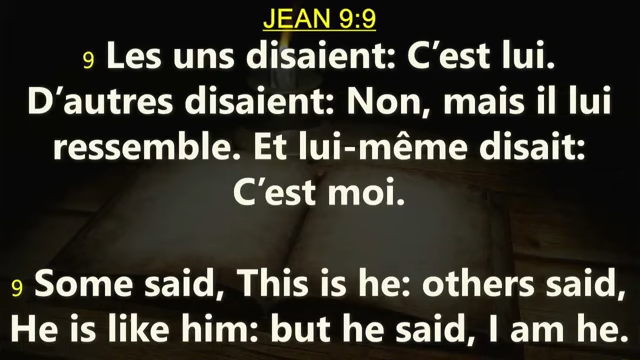 JEAN 9:9
9 Les uns disaient: C’est lui.
D’autres disaient: Non, mais il lui
ressemble. Et lui-même disait:
C’est moi.
9 Some said, This is he: others said,
He is like him: but he said, I am he.